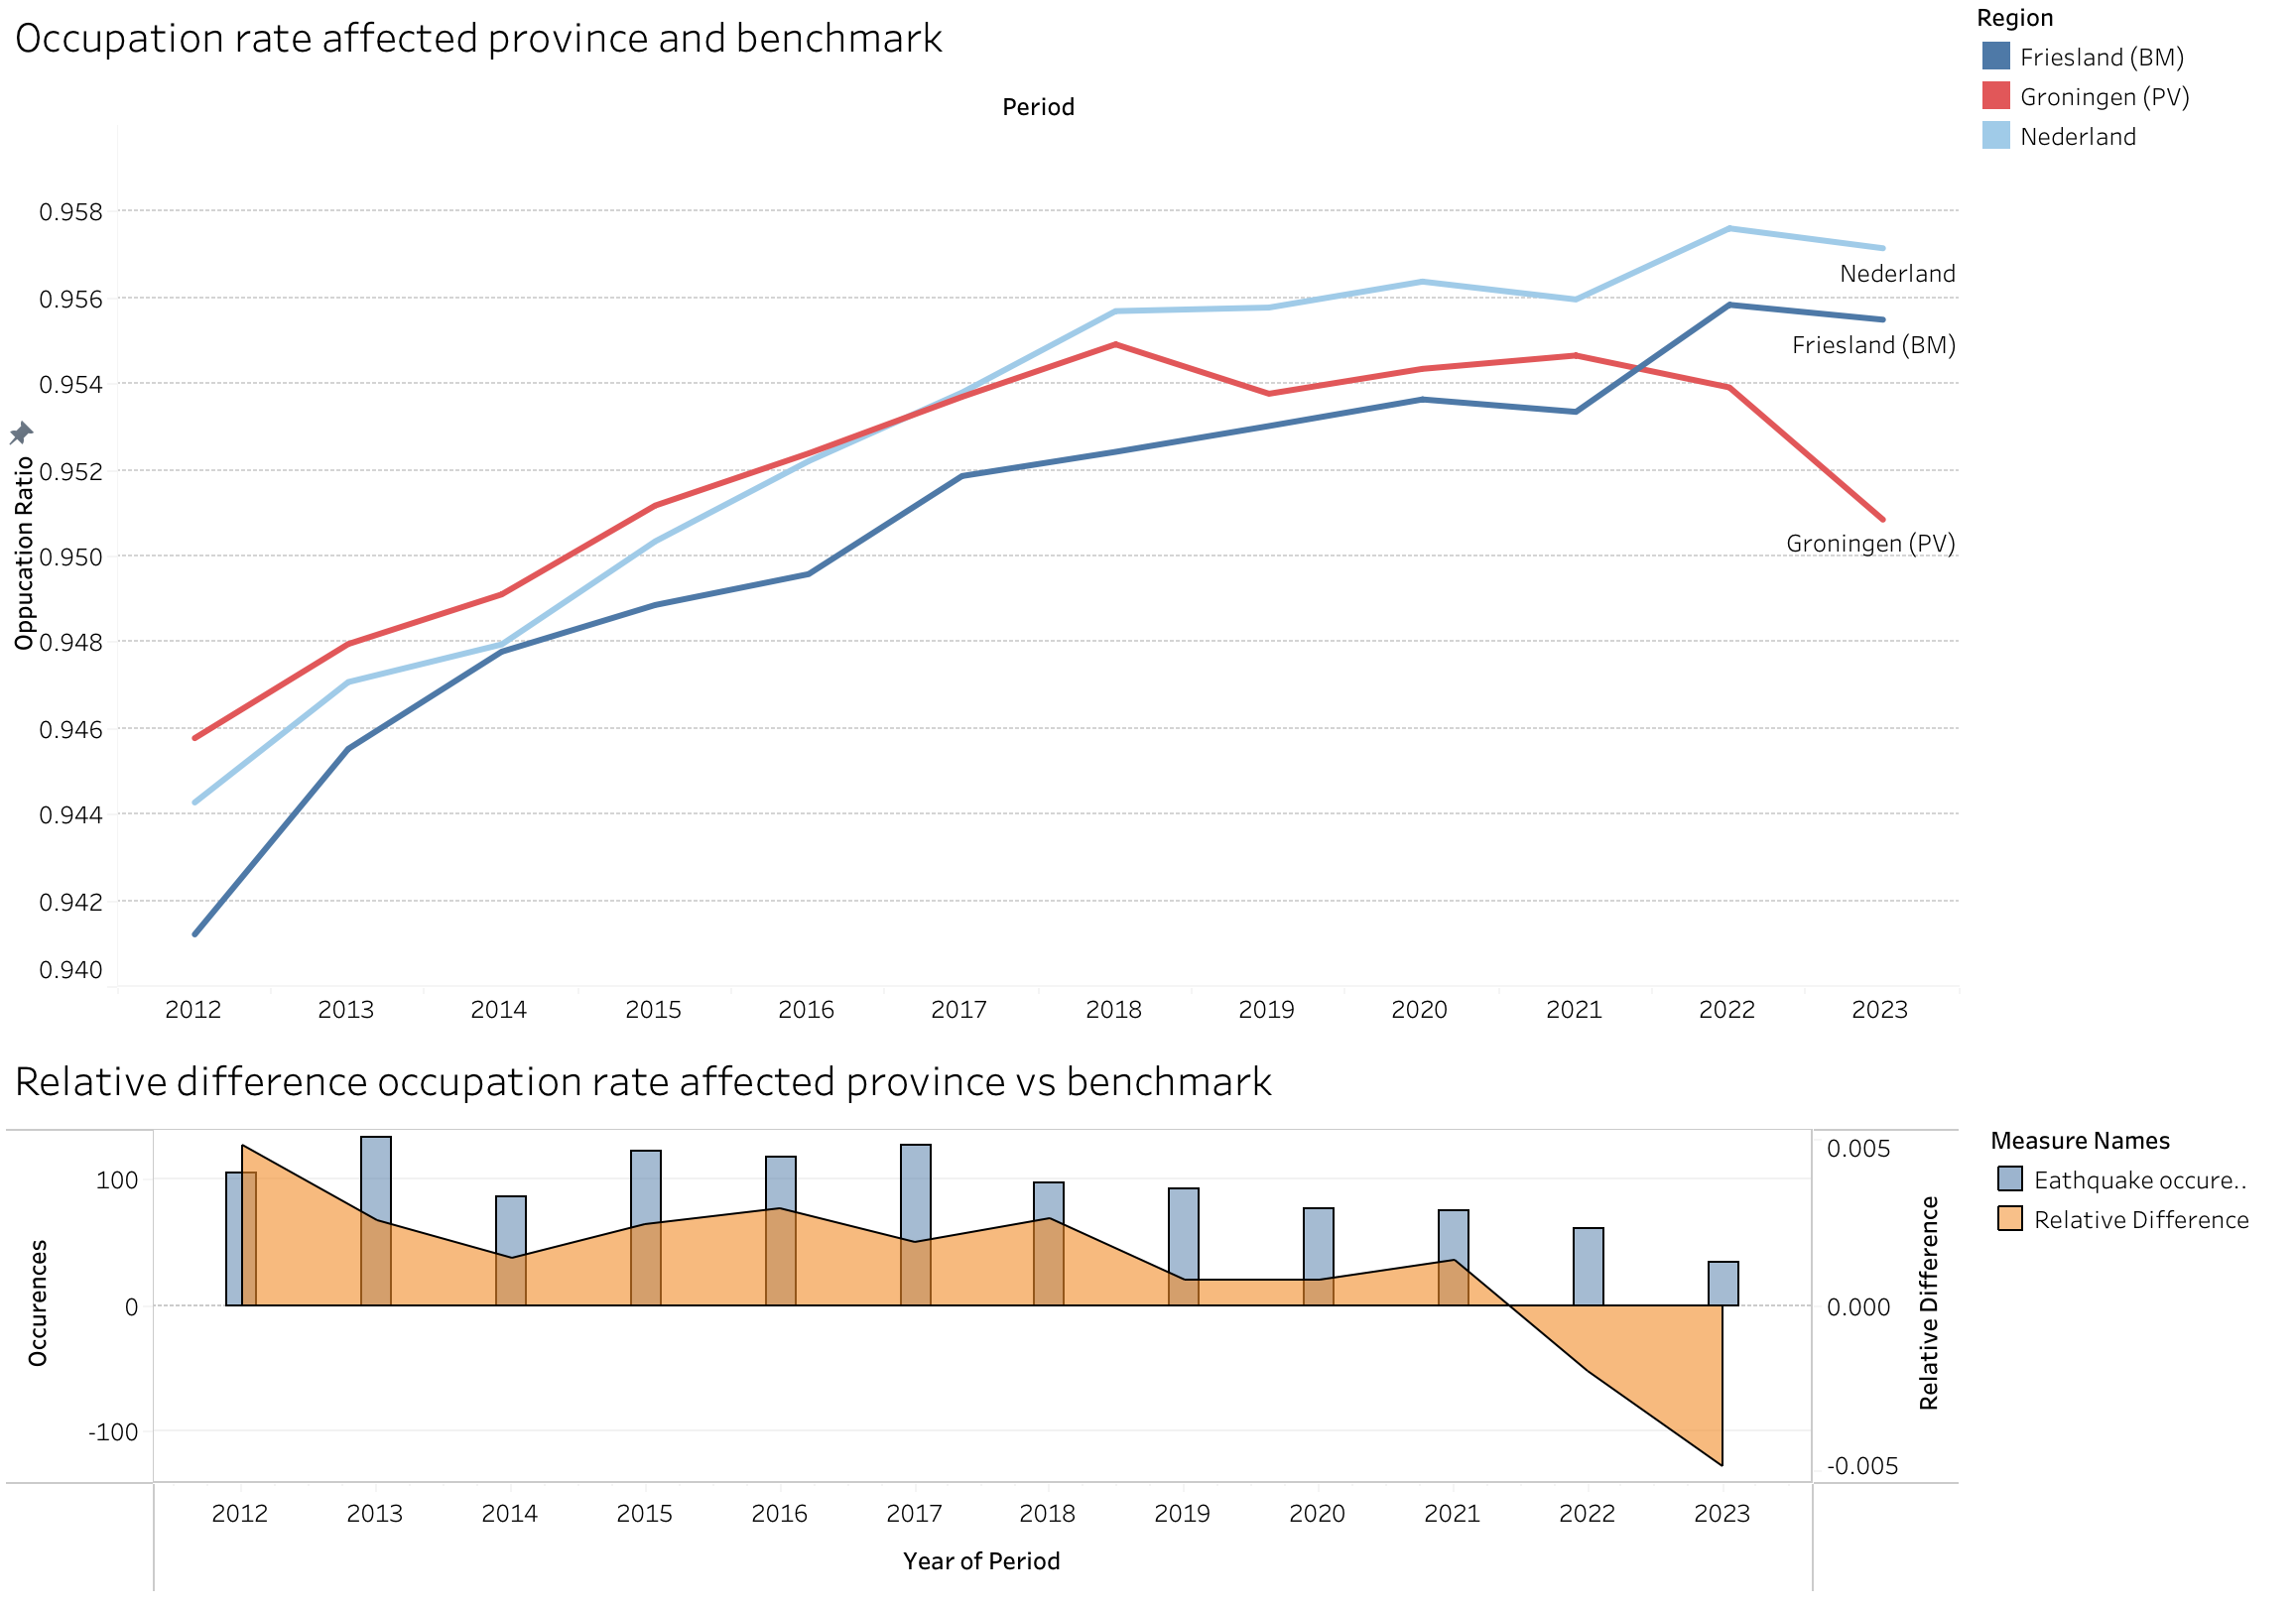 Occupation rate affected province and benchmark
Region
Friesland (BM)
Groningen (PV)
Nederland
Period
0.958
0.956
0.954
0.952
0.950
0.948
0.946
0.944
0.942
0.940
Oppucation Ratio
Nederland
Friesland (BM)
Groningen (PV)
2012 2013 2014 2015 2016 2017 2018 2019 2020 2021 2022 2023
Relative difference occupation rate affected province vs benchmark
Measure Names
Eathquake occure..
Relative Difference
100
0
-100
Occurences
0.005
0.000
-0.005
Relative Difference
2012 2013 2014 2015 2016 2017 2018 2019 2020 2021 2022 2023
Year of Period